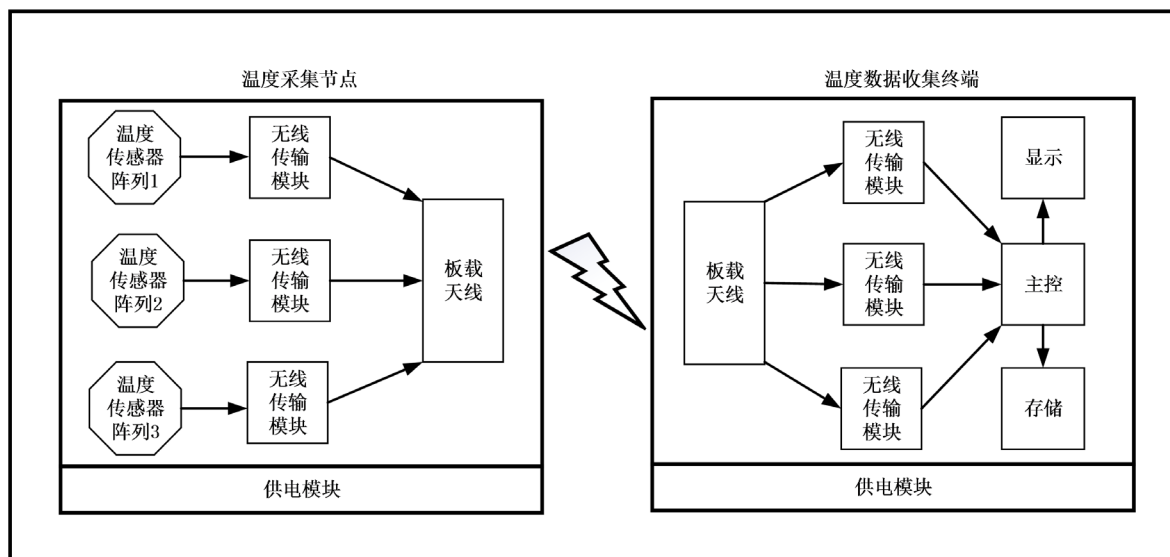 温度采集节点
温度
传感器
阵列1
无线
传输
模块
温度
传感器
阵列2
无线
传输
模块
温度
传感器
阵列3
无线
传输
模块
板载
天线
供电模块
温度数据收集终端
板载
天线
无线
传输
模块
无线
传输
模块
无线
传输
模块
显示
主控
存储
供电模块